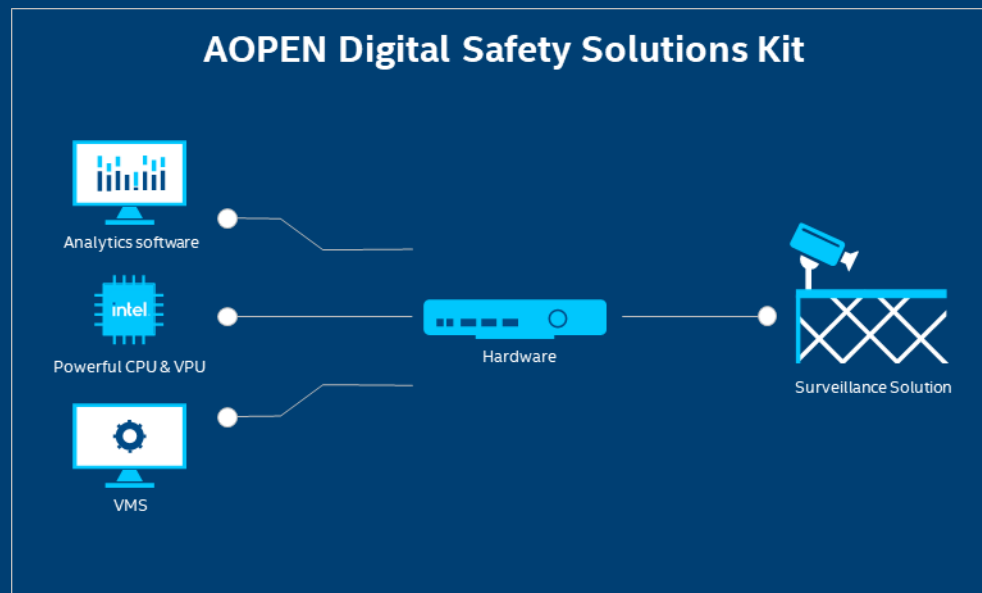 AOPEN Digital Safety Solutions Kit
Analytics software
intel
Powerful CPU & VPU
Hardware
Surveillance Solution
VMS